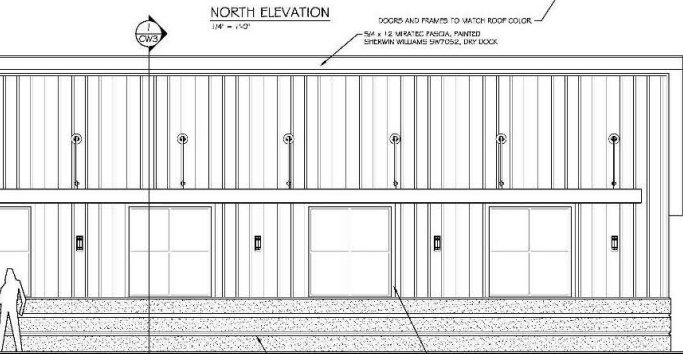 NORTH ELEVATION
1/4" = 1'-0"
DOORS AND FRAMES TO MATCH ROOF COLOR
5/4 x 12 MIRATEC FASCIA, PAINTED
SHERWIN WILLIAMS SW7052, DRY DOCK
1
CW3